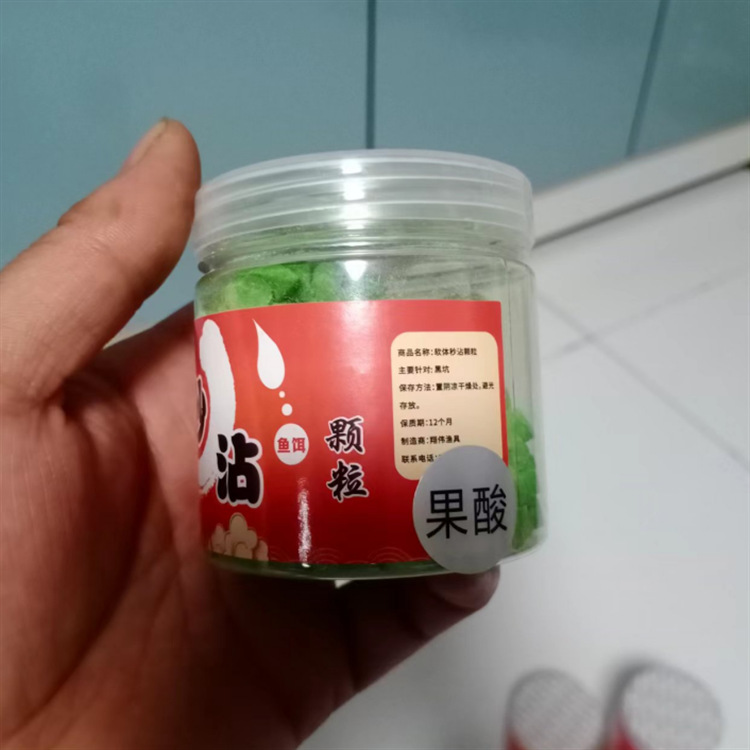 沾
鱼饵
颗粒
商品名称:软体秒沾颗粒
主要针对:黑坑
保存方法:置阴凉干燥处,避光
存放。
保质期:12个月
制造商:翔伟渔具
联系电话:
果酸